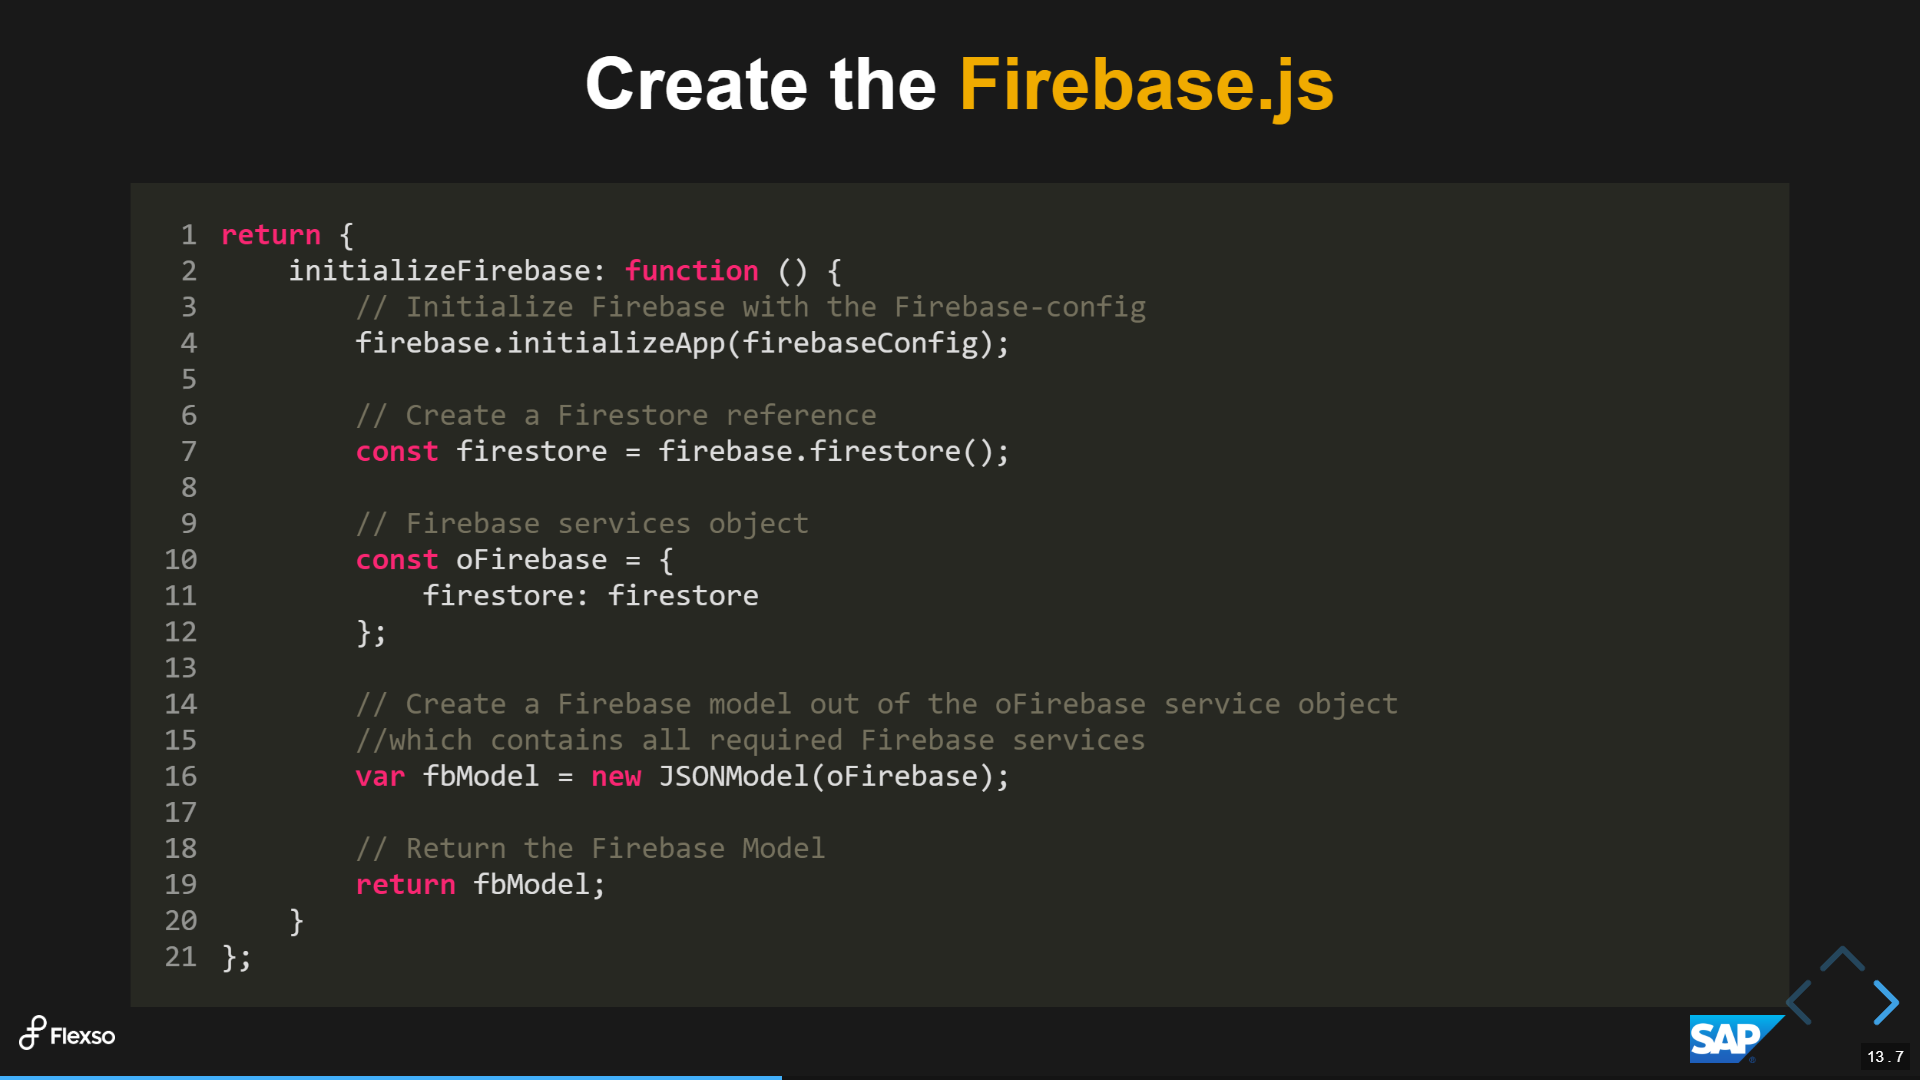 Create the Firebase.js
1 return {
2     initializeFirebase: function () {
3         // Initialize Firebase with the Firebase-config
4         firebase.initializeApp(firebaseConfig);
5
6         // Create a Firestore reference
7         const firestore = firebase.firestore();
8
9         // Firebase services object
10         const oFirebase = {
11             firestore: firestore
12         };
13
14         // Create a Firebase model out of the oFirebase service object
15         //which contains all required Firebase services
16         var fbModel = new JSONModel(oFirebase);
17
18         // Return the Firebase Model
19         return fbModel;
20     }
21 };
Flexso
SAP
13.7